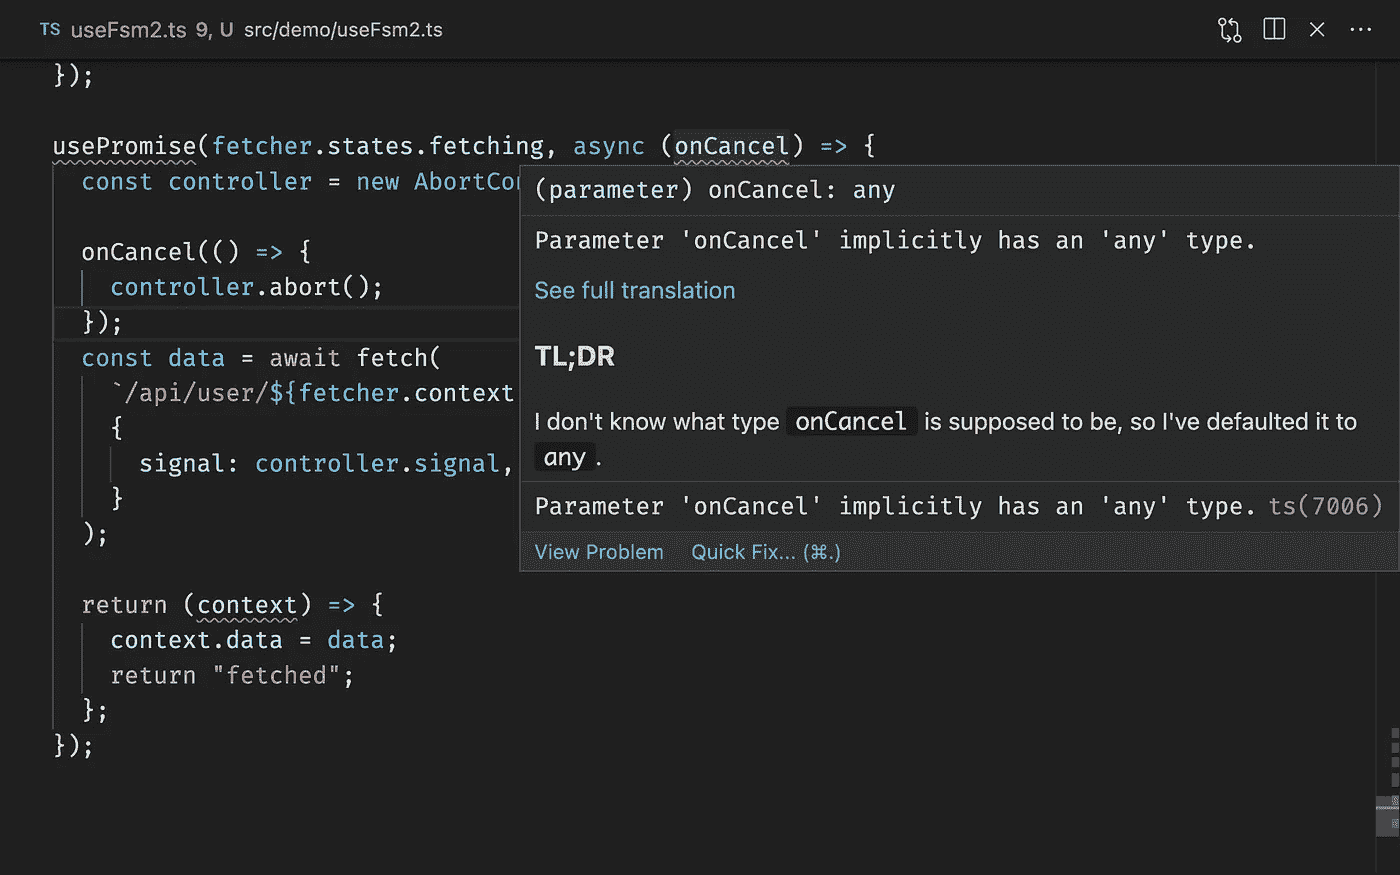 TS useFsm2.ts 9, U src/demo/useFsm2.ts
});
usePromise(fetcher.states.fetching, async (onCancel) => {
const controller = new AbortCon
(parameter) onCancel: any
Parameter 'onCancel' implicitly has an 'any' type.
See full translation
TL;DR
I don't know what type onCancel is supposed to be, so I've defaulted it to
any .
Parameter 'onCancel' implicitly has an 'any' type. ts(7006)
View Problem Quick Fix... (⌘.)
onCancel(() => {
controller.abort();
});
const data = await fetch(
`/api/user/${fetcher.context
{
signal: controller.signal,
}
);
return (context) => {
context.data = data;
return "fetched";
};
});